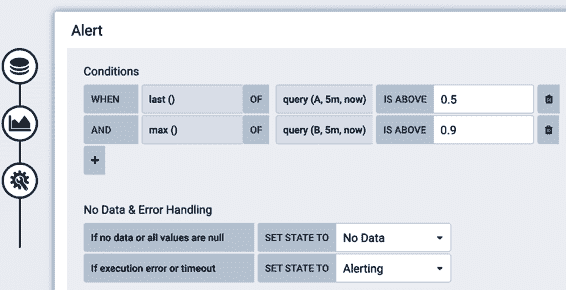 Alert
Conditions
WHEN last () OF query (A, 5m, now) IS ABOVE 0.5
AND max () OF query (B, 5m, now) IS ABOVE 0.9
+
No Data & Error Handling
If no data or all values are null SET STATE TO No Data
If execution error or timeout SET STATE TO Alerting